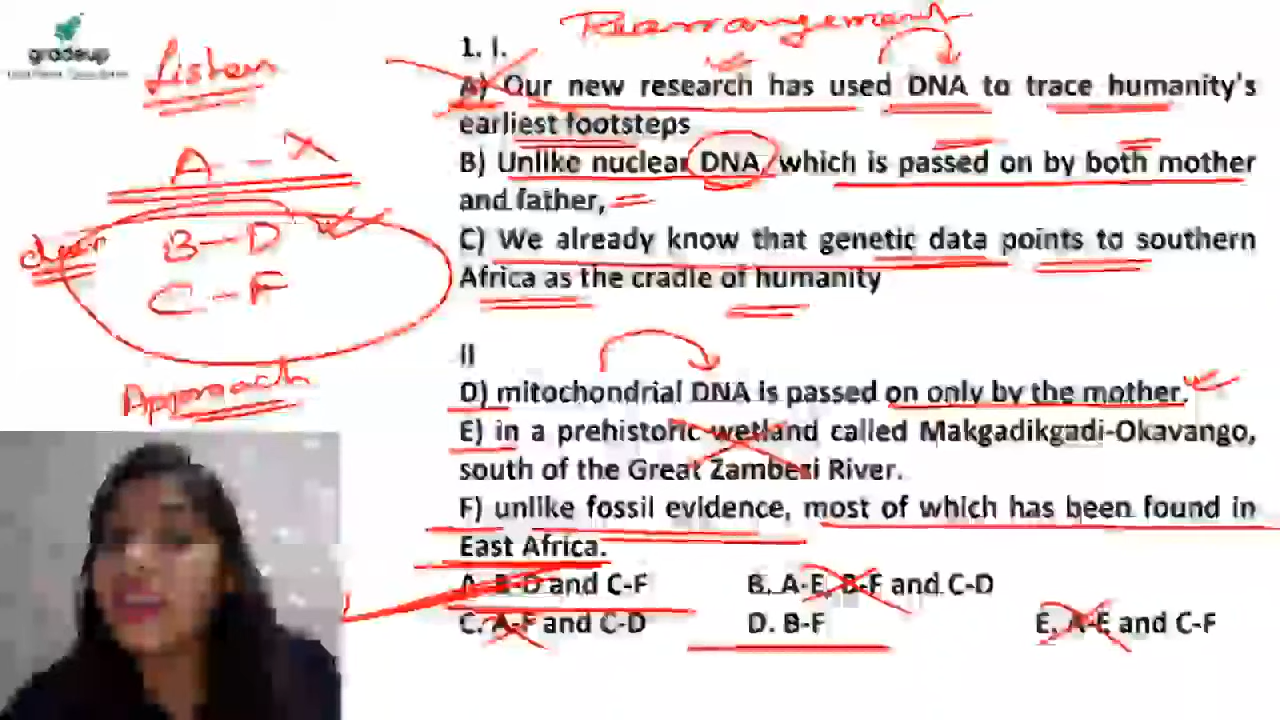 gradeup
Rearrangement
Listen
A - X
B-D
C-F
Approach
1. I.
A) Our new research has used DNA to trace humanity's
earliest footsteps
B) Unlike nuclear DNA, which is passed on by both mother
and father,
C) We already know that genetic data points to southern
Africa as the cradle of humanity
II
D) mitochondrial DNA is passed on only by the mother.
E) in a prehistoric wetland called Makgadikgadi-Okavango,
south of the Great Zambezi River.
F) unlike fossil evidence, most of which has been found in
East Africa.
A. B-D and C-F B. A-E, B-F and C-D
C. A-F and C-D D. B-F E. A-E and C-F